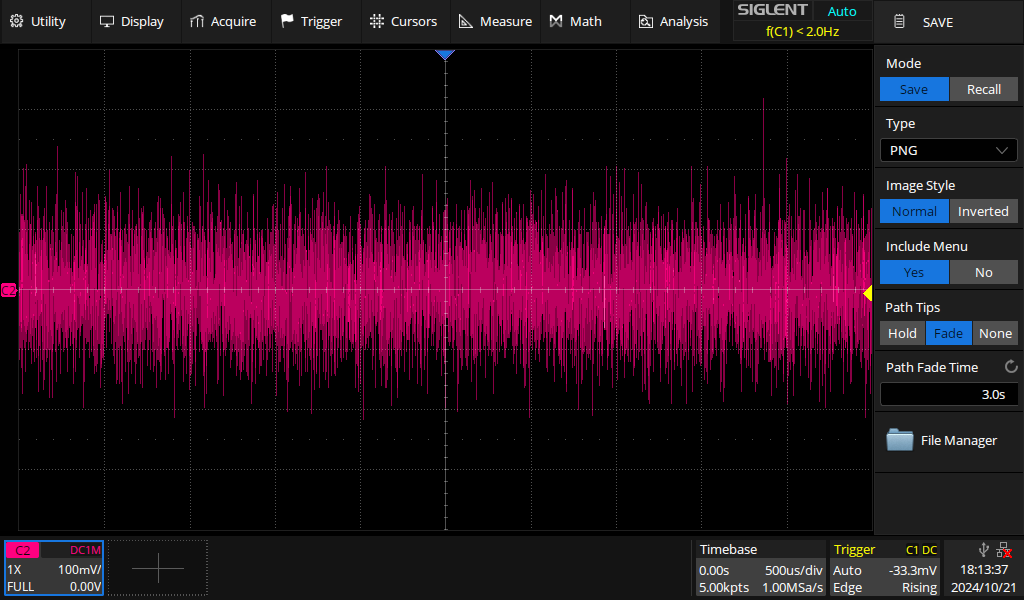 Utility Display Acquire Trigger Cursors Measure Math Analysis
SIGLENT Auto
f(C1) < 2.0Hz
SAVE
Mode
Save Recall
Type
PNG
Image Style
Normal Inverted
Include Menu
Yes No
Path Tips
Hold Fade None
Path Fade Time
3.0s
File Manager
C2
C2 DC1M
1X 100mV/
FULL 0.00V
Timebase
0.00s 500us/div
5.00kpts 1.00MSa/s
Trigger C1 DC
Auto -33.3mV
Edge Rising
18:13:37
2024/10/21